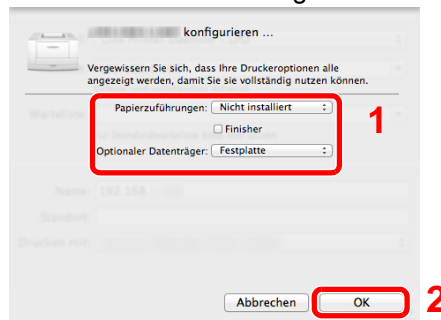 konfigurieren ...
Vergewissern Sie sich, dass Ihre Druckeroptionen alle
angezeigt werden, damit Sie sie vollständig nutzen können.
Papierzuführungen: Nicht installiert
1
Finisher
Warteliste:
Optionaler Datenträger: Festplatte
Name: 192.168.
Standort:
Drucken mit:
Abbrechen OK
2